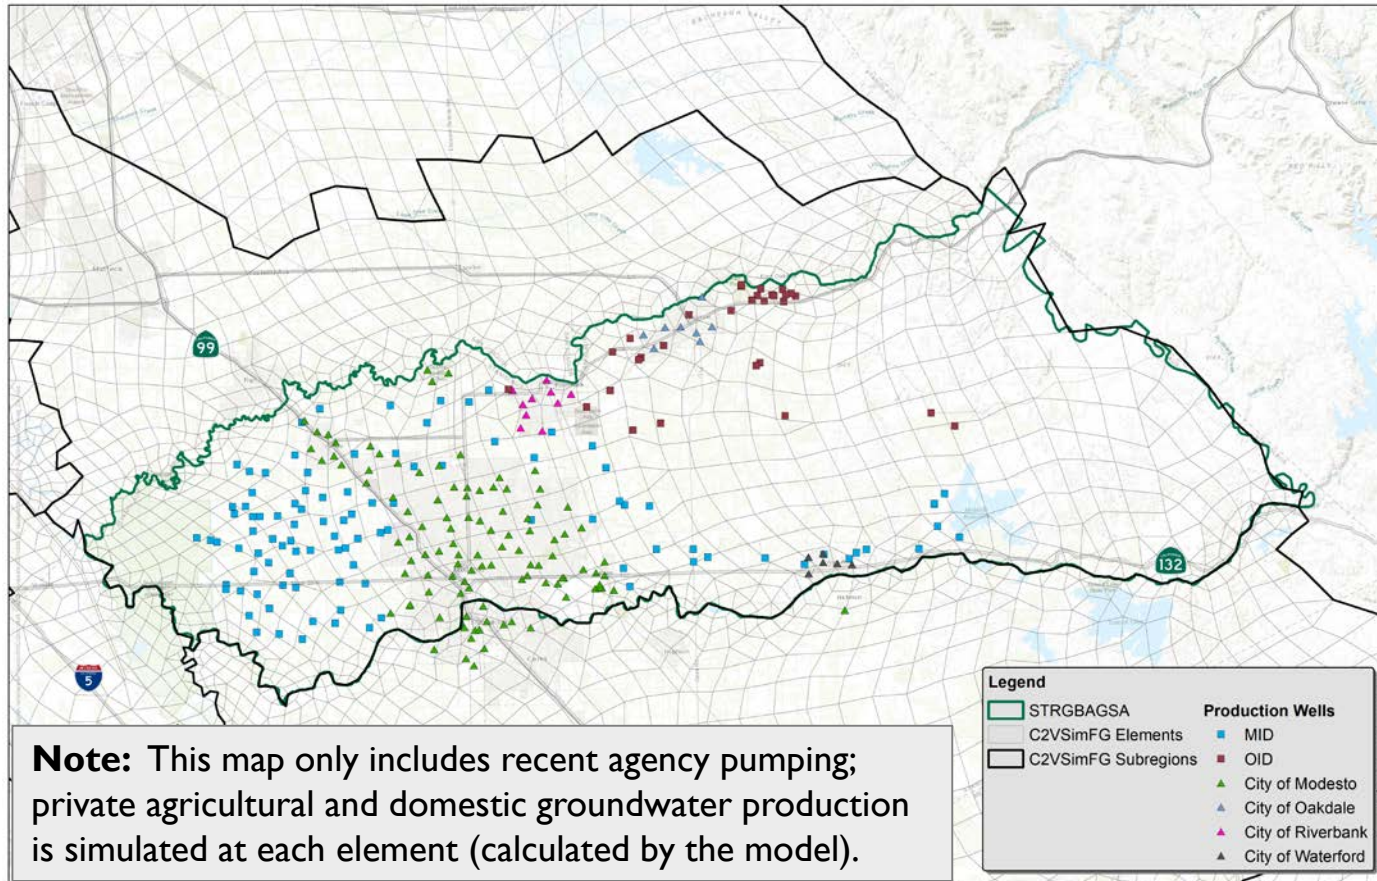 99
132
5
Legend
STRGBAGSA
C2VSimFG Elements
C2VSimFG Subregions
Production Wells
MID
OID
City of Modesto
City of Oakdale
City of Riverbank
City of Waterford
Note: This map only includes recent agency pumping;
private agricultural and domestic groundwater production
is simulated at each element (calculated by the model).